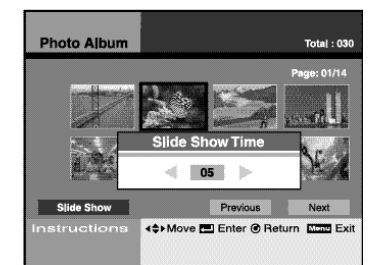 Photo Album
Total : 030
Page: 01/14
Slide Show Time
05
Slide Show Previous Next
Instructions Move Enter Return Menu Exit